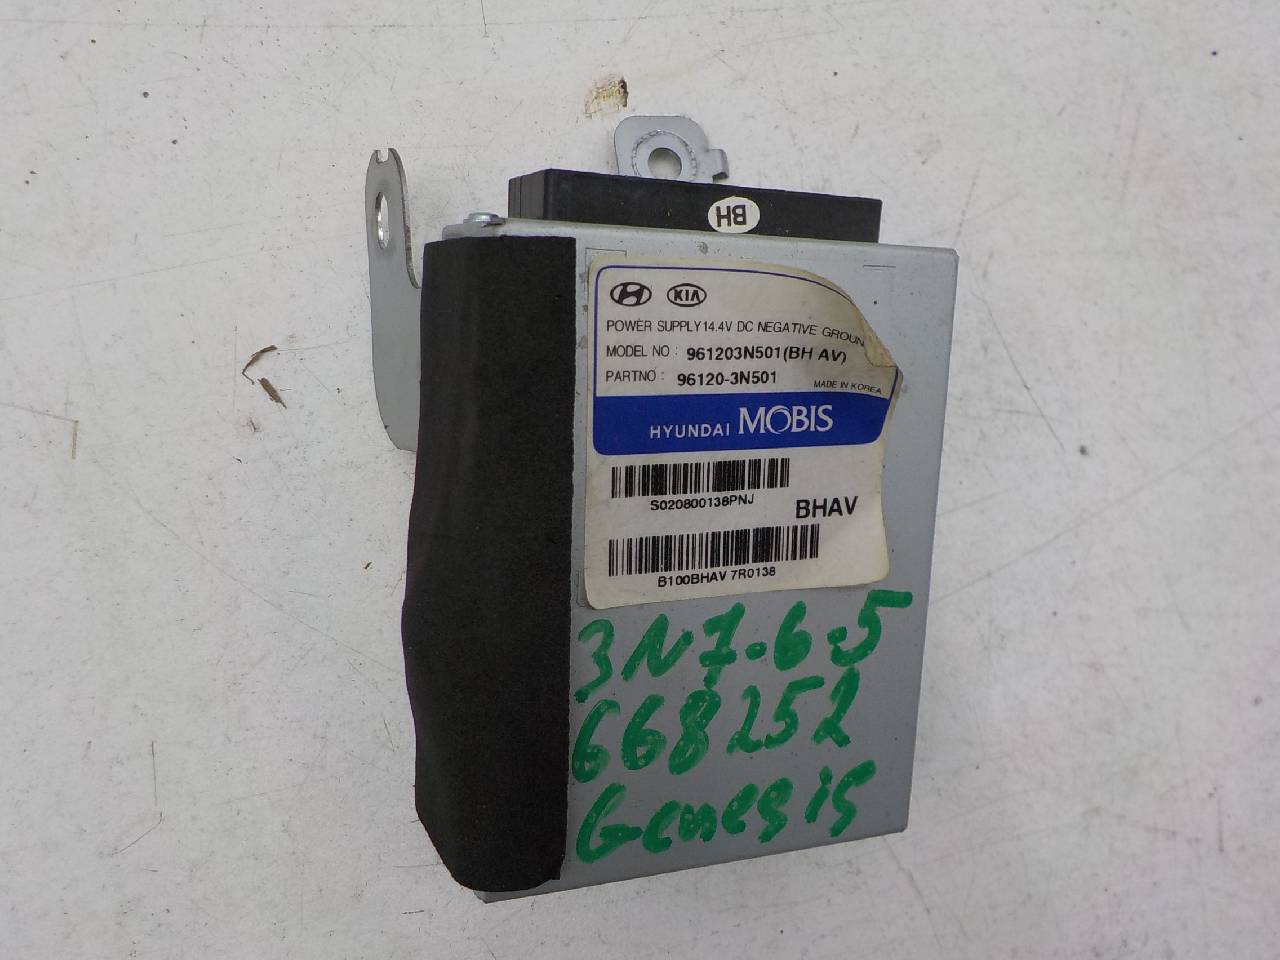 BH
KIA
POWER SUPPLY 14.4V DC NEGATIVE GROUN
MODEL NO : 961203N501(BH AV)
PARTNO : 96120-3N501
MADE IN KOREA
HYUNDAI MOBIS
S020800138PNJ
BHAV
B100BHAV 7R0138
3N7.6.5
668252
Genesis